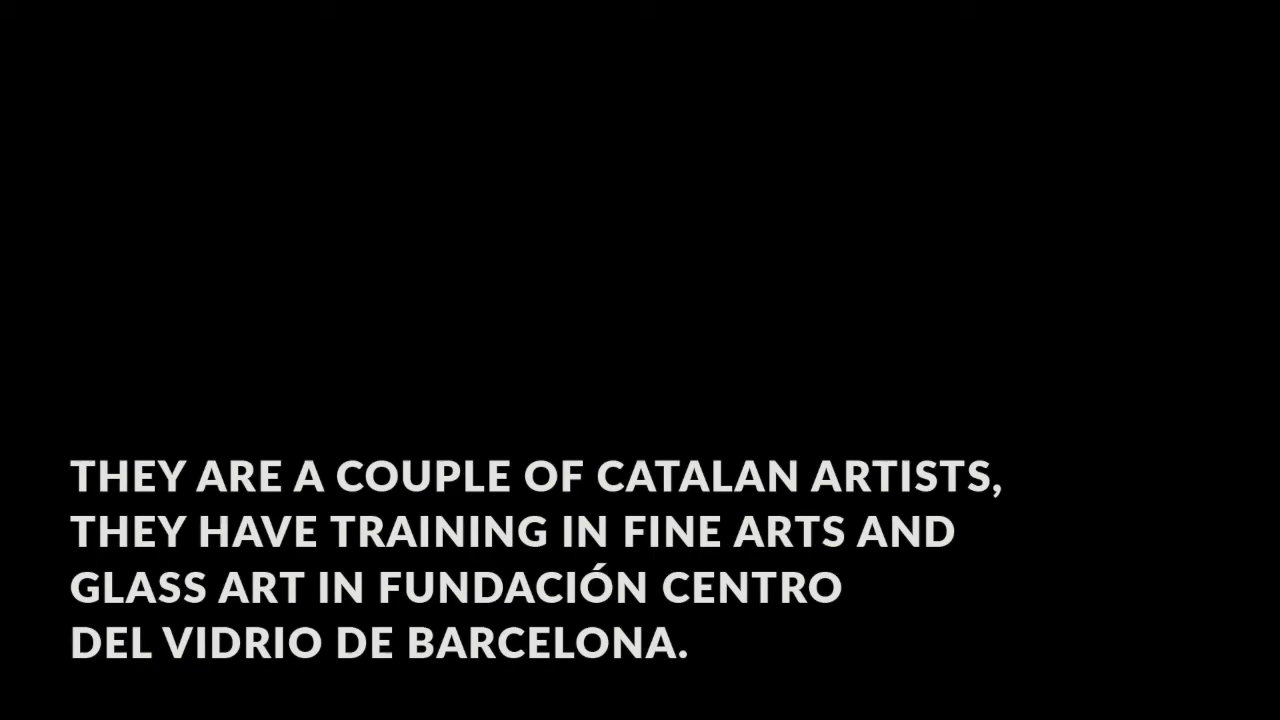 THEY ARE A COUPLE OF CATALAN ARTISTS,
THEY HAVE TRAINING IN FINE ARTS AND
GLASS ART IN FUNDACIÓN CENTRO
DEL VIDRIO DE BARCELONA.